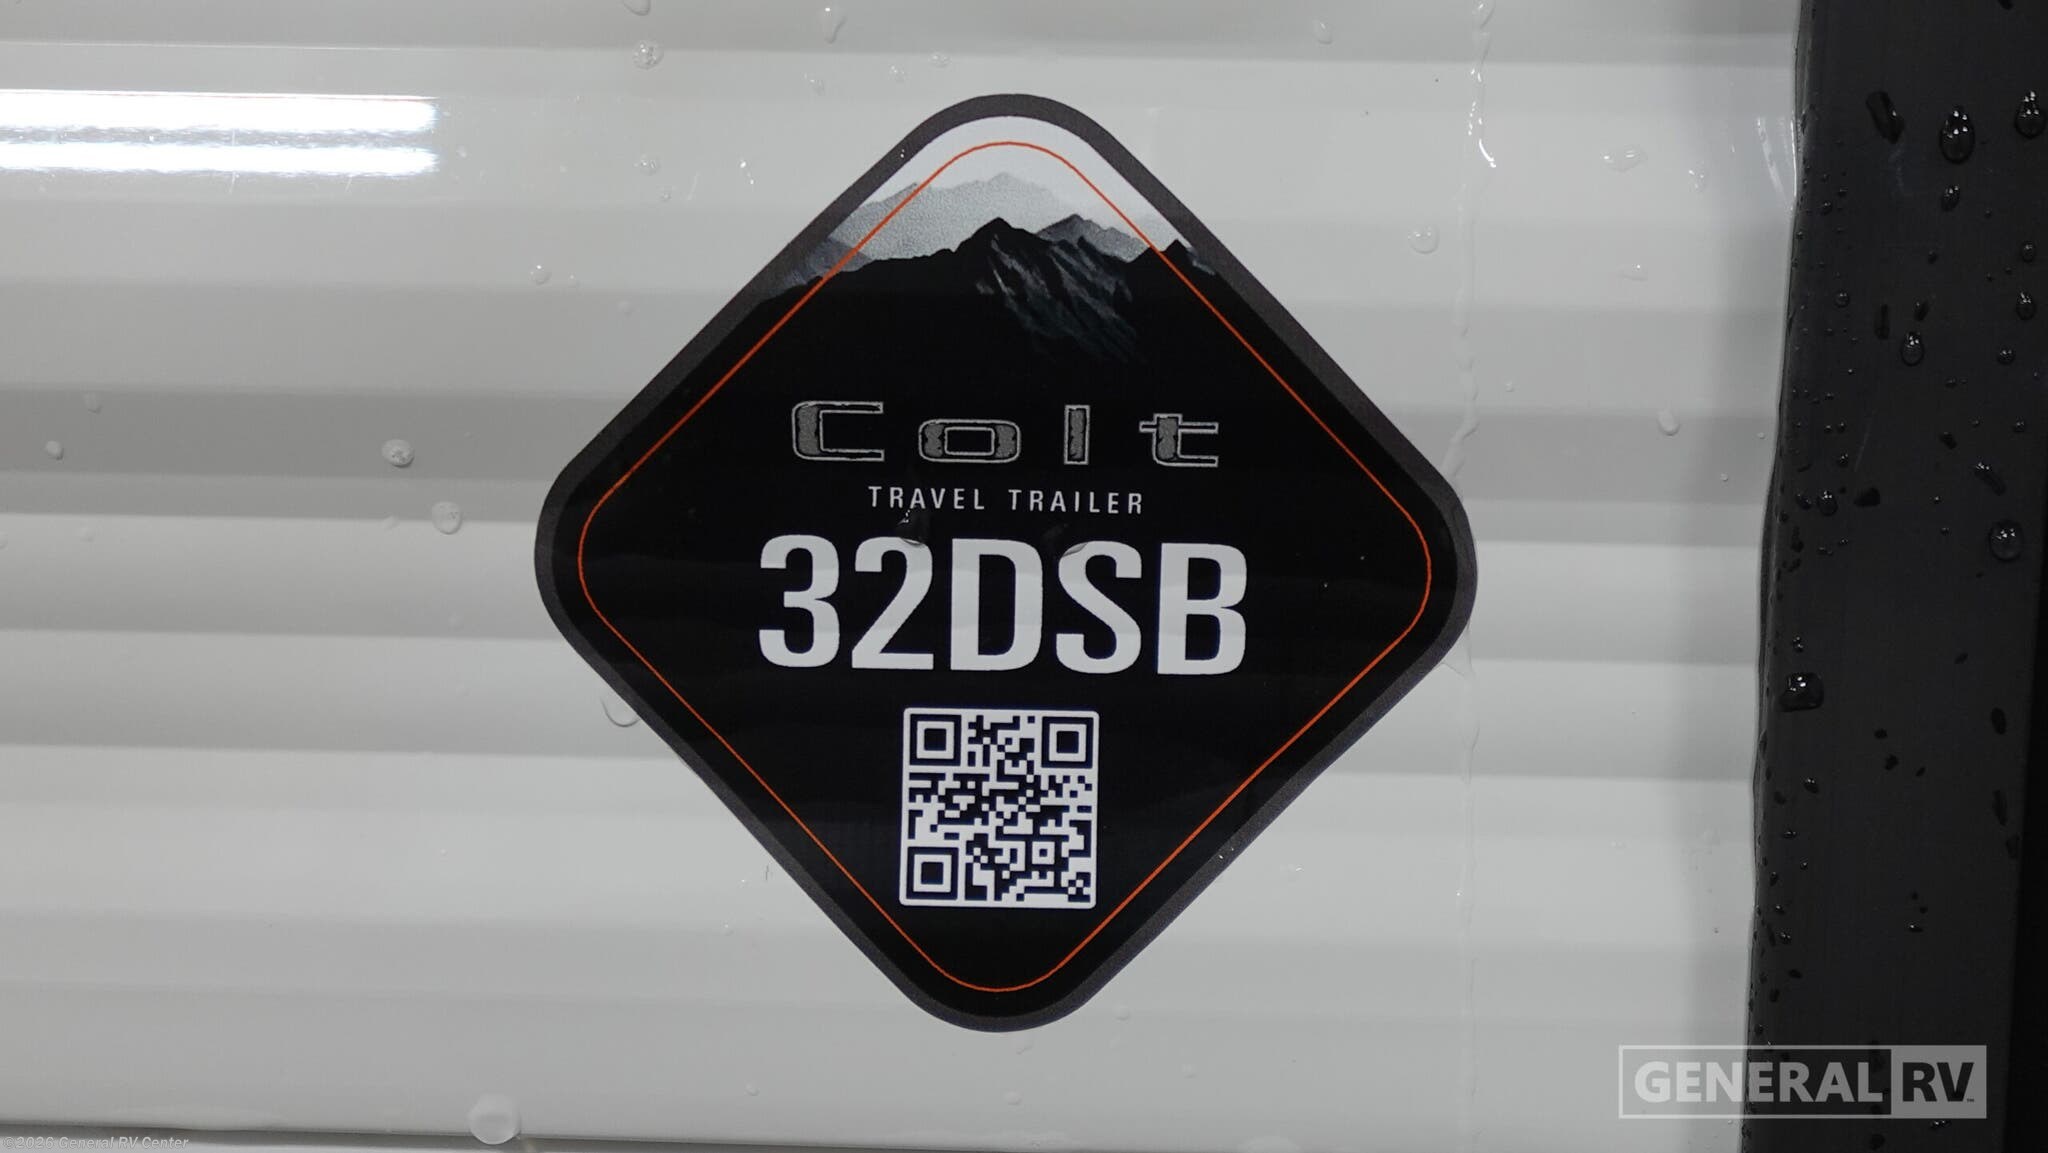 Colt
TRAVEL TRAILER
32DSB
GENERAL RV
©2026 General RV Center